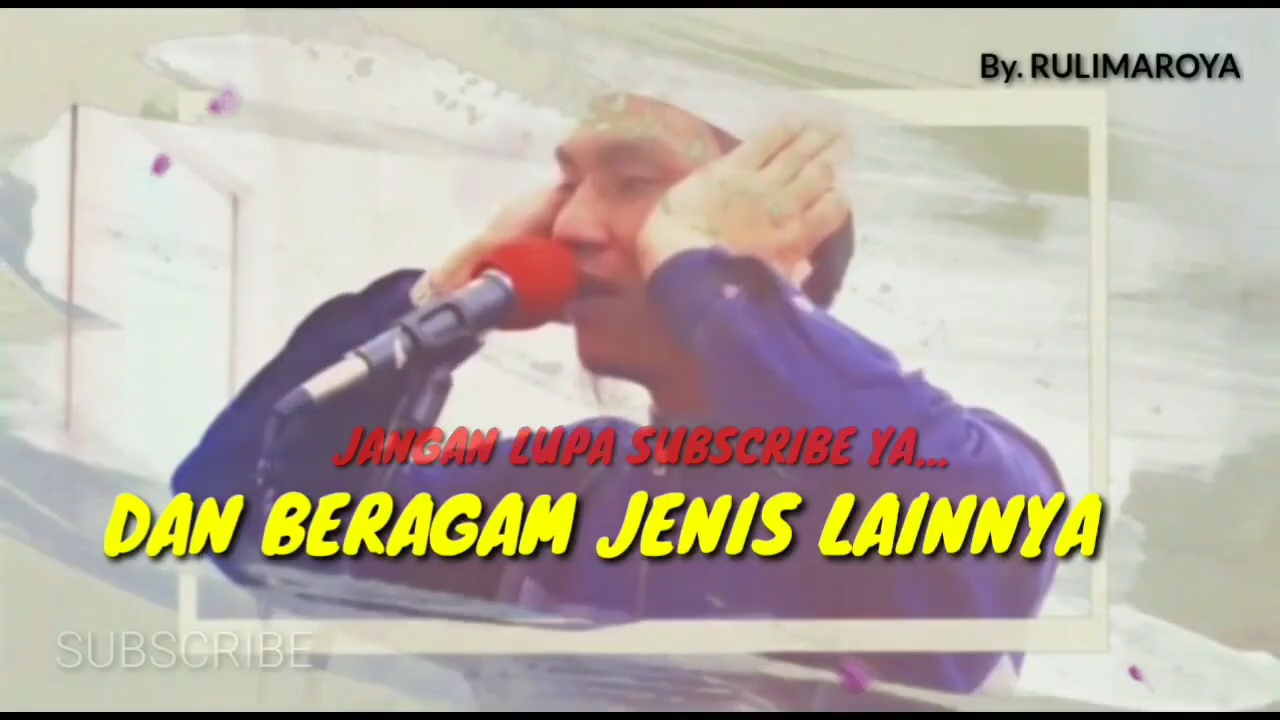 By. RULIMAROYA
JANGAN LUPA SUBSCRIBE YA...
DAN BERAGAM JENIS LAINNYA
SUBSCRIBE